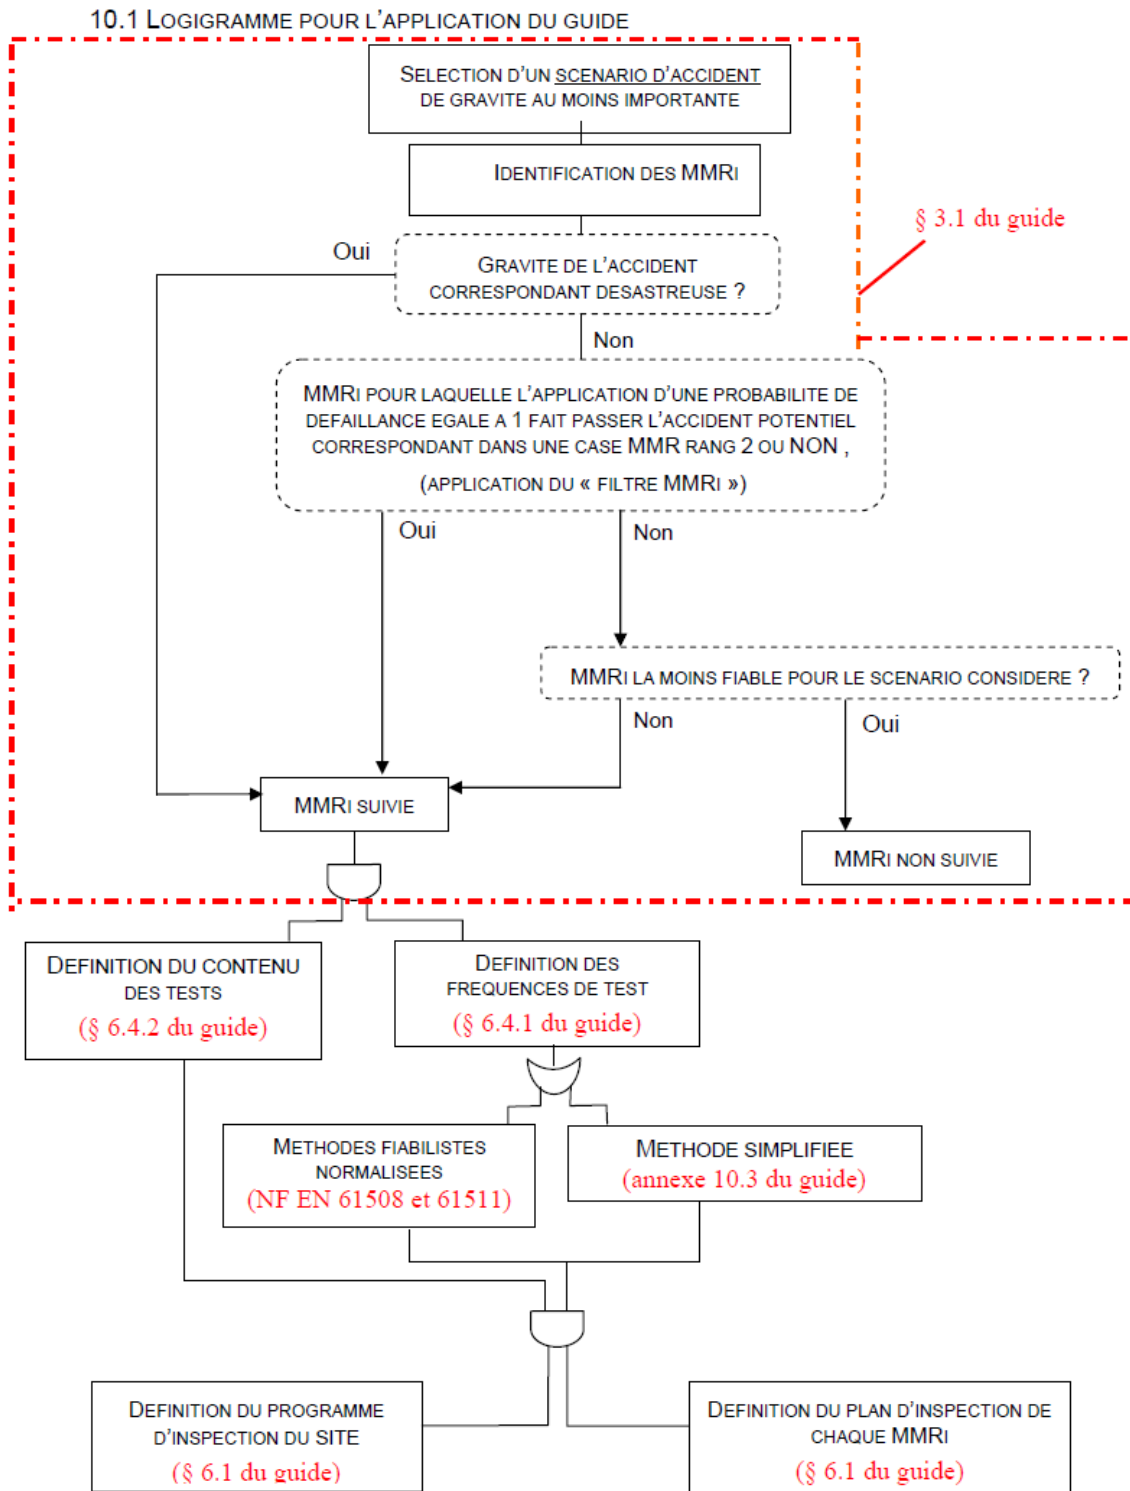 10.1 LOGIGRAMME POUR L'APPLICATION DU GUIDE
SELECTION D'UN SCENARIO D'ACCIDENT
DE GRAVITE AU MOINS IMPORTANTE
IDENTIFICATION DES MMRI
§ 3.1 du guide
Oui
GRAVITE DE L'ACCIDENT
CORRESPONDANT DESASTREUSE ?
Non
MMRI POUR LAQUELLE L'APPLICATION D'UNE PROBABILITE DE
DEFAILLANCE EGALE A 1 FAIT PASSER L'ACCIDENT POTENTIEL
CORRESPONDANT DANS UNE CASE MMR RANG 2 OU NON ,
(APPLICATION DU « FILTRE MMRI »)
Oui
Non
MMRI LA MOINS FIABLE POUR LE SCENARIO CONSIDERE ?
Non
Oui
MMRI SUIVIE
MMRI NON SUIVIE
DEFINITION DU CONTENU
DES TESTS
(§ 6.4.2 du guide)
DEFINITION DES
FREQUENCES DE TEST
(§ 6.4.1 du guide)
METHODES FIABILISTES
NORMALISEES
(NF EN 61508 et 61511)
METHODE SIMPLIFIEE
(annexe 10.3 du guide)
DEFINITION DU PROGRAMME
D'INSPECTION DU SITE
(§ 6.1 du guide)
DEFINITION DU PLAN D'INSPECTION DE
CHAQUE MMRI
(§ 6.1 du guide)